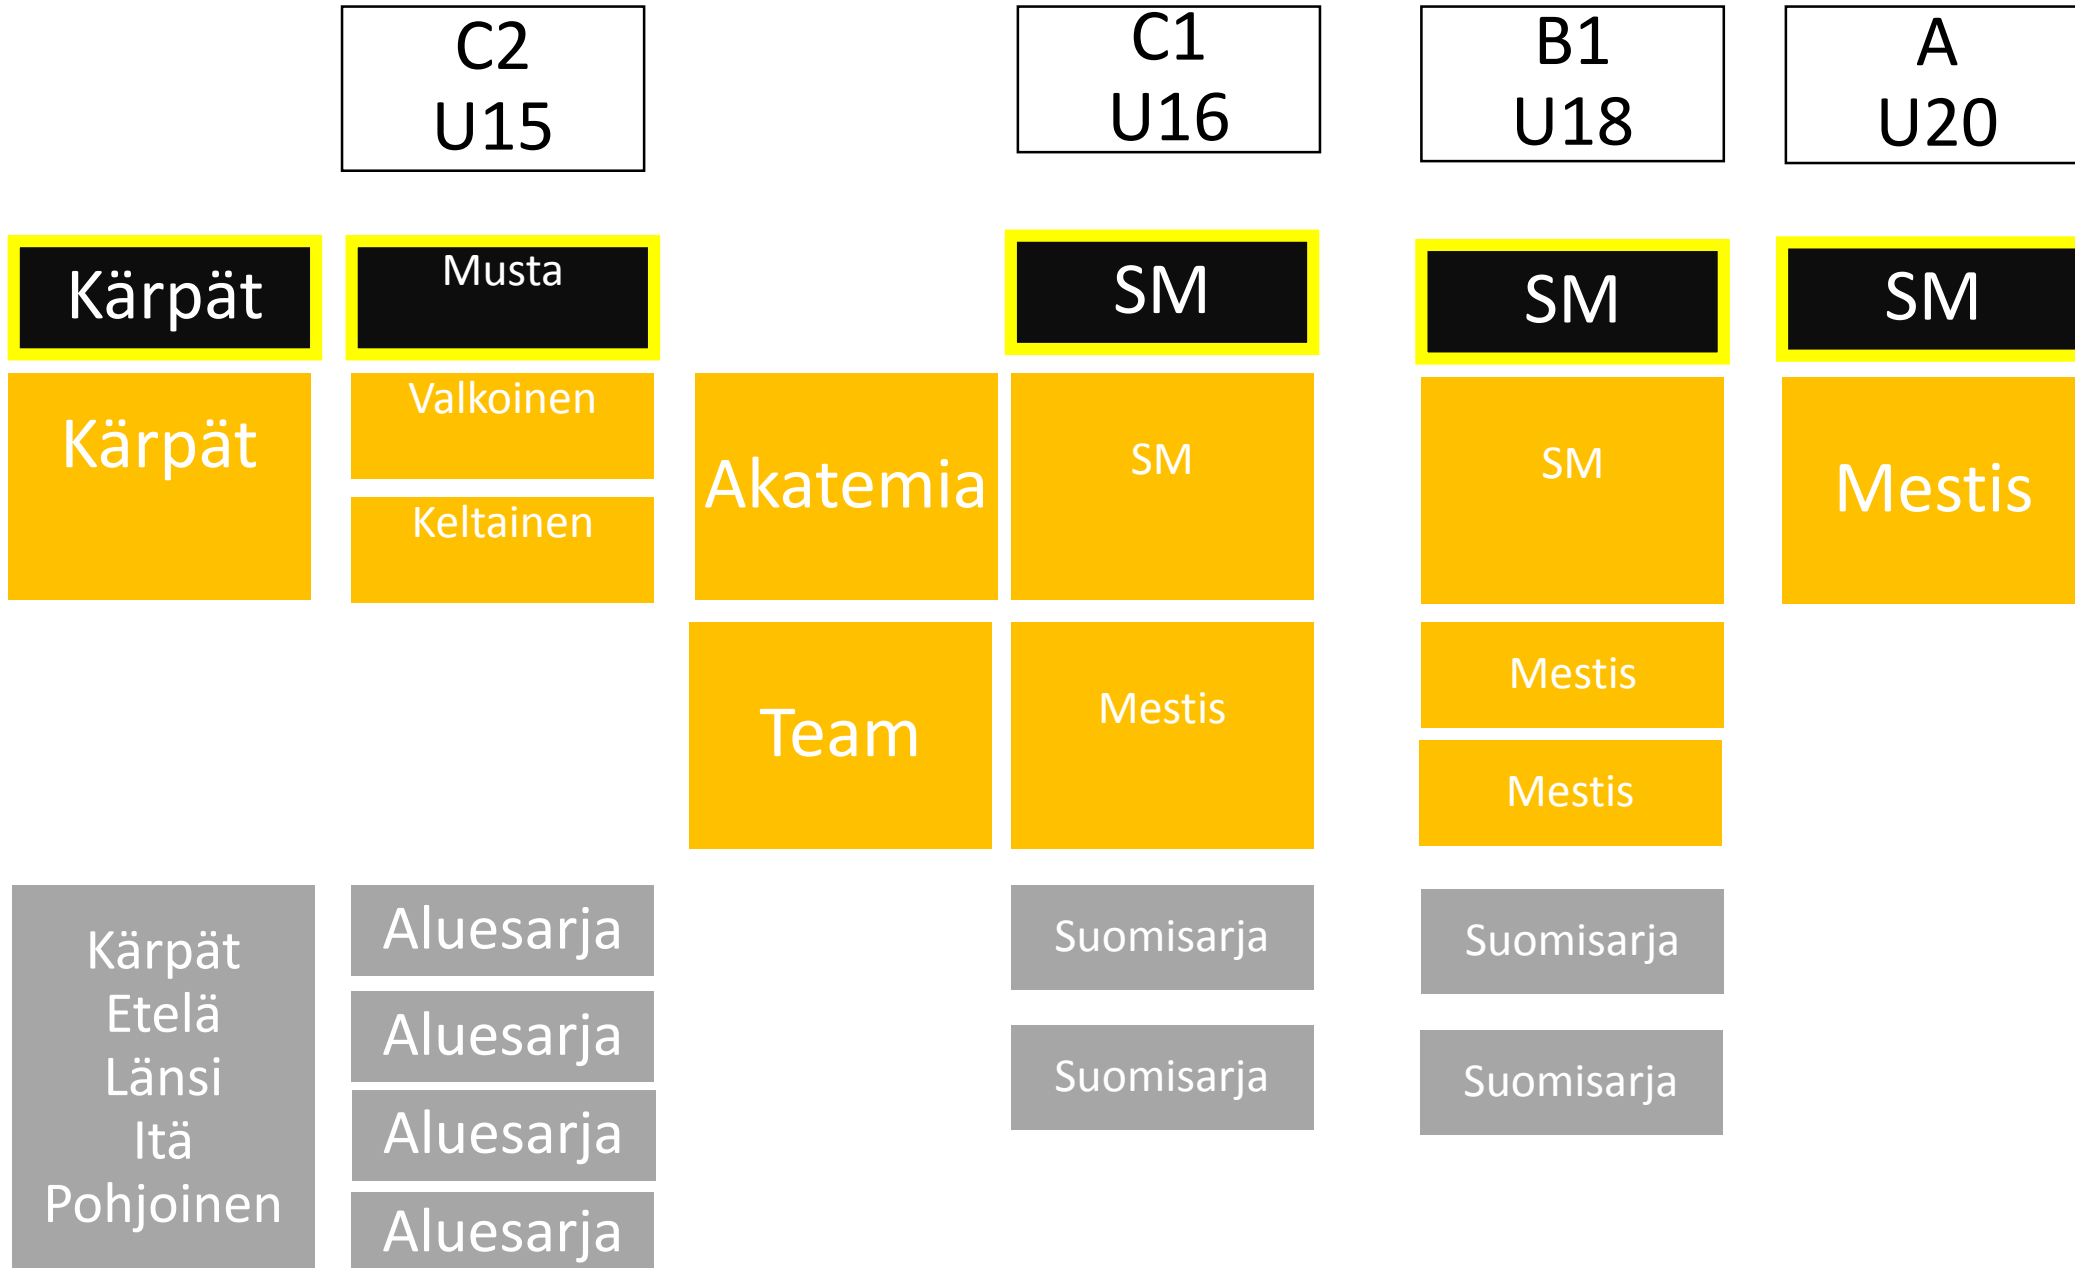 C2
U15
C1
U16
B1
U18
A
U20
Kärpät
Musta
SM
SM
SM
Kärpät
Valkoinen
Keltainen
Akatemia
SM
SM
Mestis
Team
Mestis
Mestis
Mestis
Kärpät
Etelä
Länsi
Itä
Pohjoinen
Aluesarja
Aluesarja
Aluesarja
Aluesarja
Suomisarja
Suomisarja
Suomisarja
Suomisarja